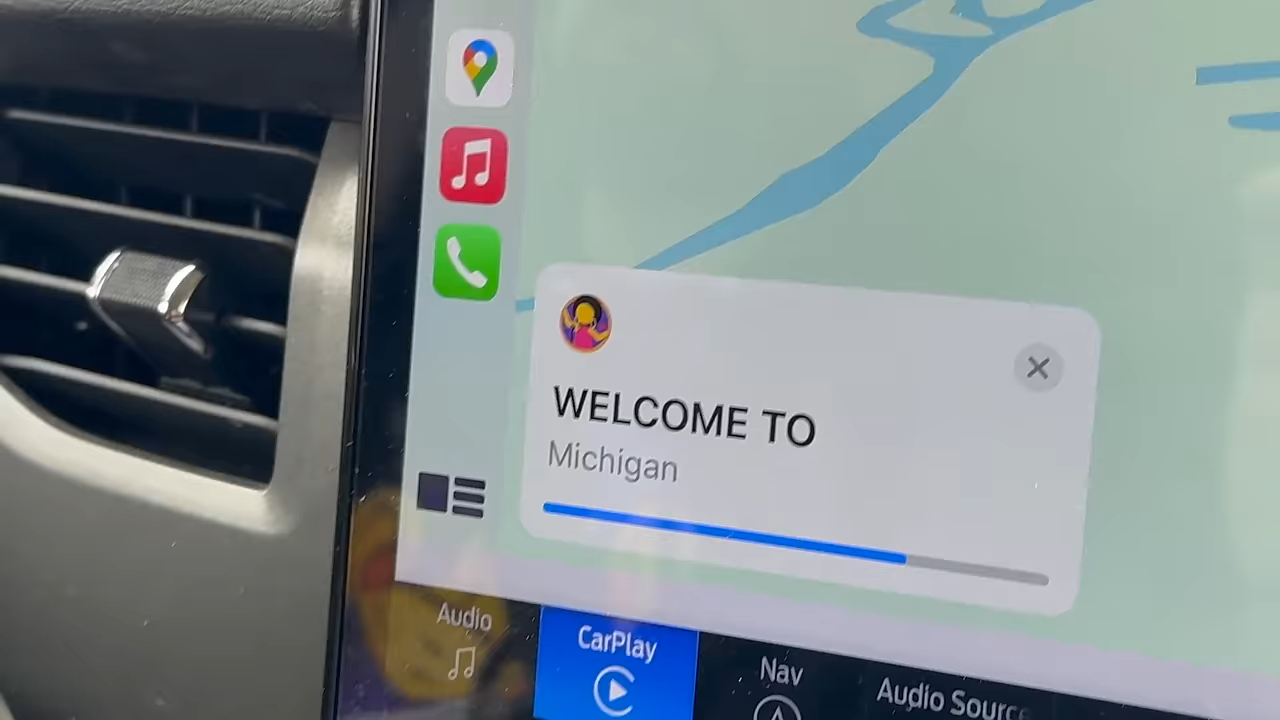 WELCOME TO
Michigan
Audio
CarPlay
Nav
Audio Source